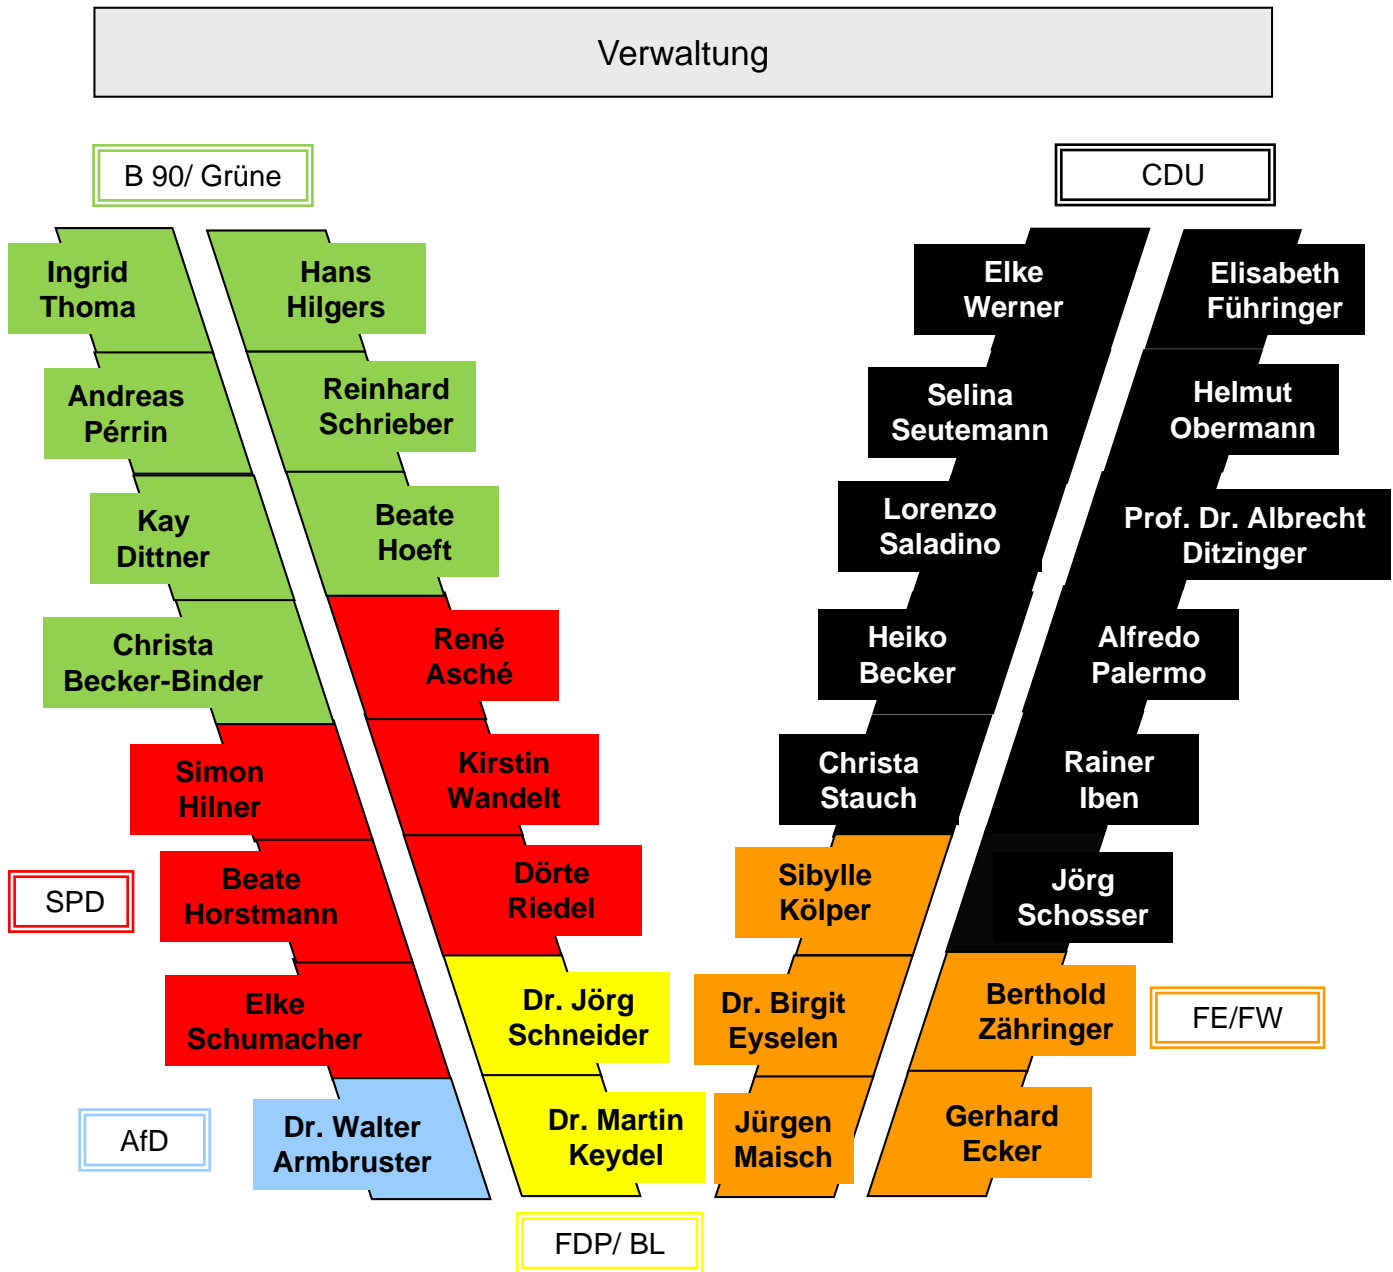 Verwaltung
B 90/ Grüne
CDU
Ingrid
Thoma
Hans
Hilgers
Elke
Werner
Elisabeth
Führinger
Andreas
Pérrin
Reinhard
Schrieber
Selina
Seutemann
Helmut
Obermann
Kay
Dittner
Beate
Hoeft
Lorenzo
Saladino
Prof. Dr. Albrecht
Ditzinger
Christa
Becker-Binder
René
Asché
Heiko
Becker
Alfredo
Palermo
Simon
Hilner
Kirstin
Wandelt
Christa
Stauch
Rainer
Iben
SPD
Beate
Horstmann
Dörte
Riedel
Sibylle
Kölper
Jörg
Schosser
Elke
Schumacher
Dr. Jörg
Schneider
Dr. Birgit
Eyselen
Berthold
Zähringer
FE/FW
AfD
Dr. Walter
Armbruster
Dr. Martin
Keydel
Jürgen
Maisch
Gerhard
Ecker
FDP/ BL